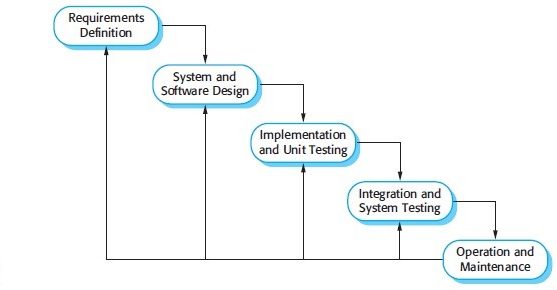 Requirements
Definition
System and
Software Design
Implementation
and Unit Testing
Integration and
System Testing
Operation and
Maintenance